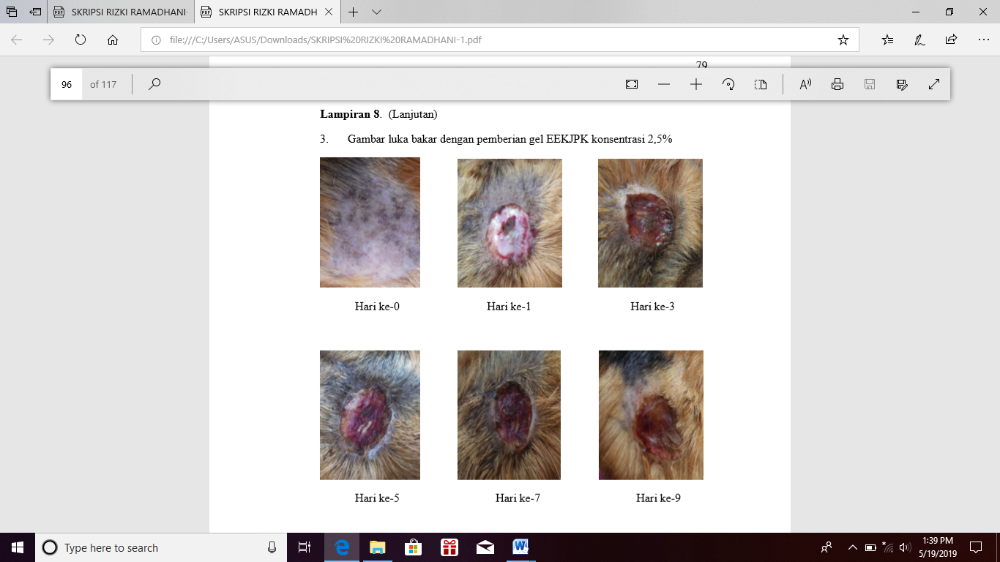 SKRIPSI RIZKI RAMADHANI-
SKRIPSI RIZKI RAMADH
file:///C:/Users/ASUS/Downloads/SKRIPSI%20RIZKI%20RAMADHANI-1.pdf
79
96 of 117
Lampiran 8. (Lanjutan)
3. Gambar luka bakar dengan pemberian gel EEKJPK konsentrasi 2,5%
Hari ke-0 Hari ke-1 Hari ke-3
Hari ke-5 Hari ke-7 Hari ke-9
Type here to search
1:39 PM
5/19/2019